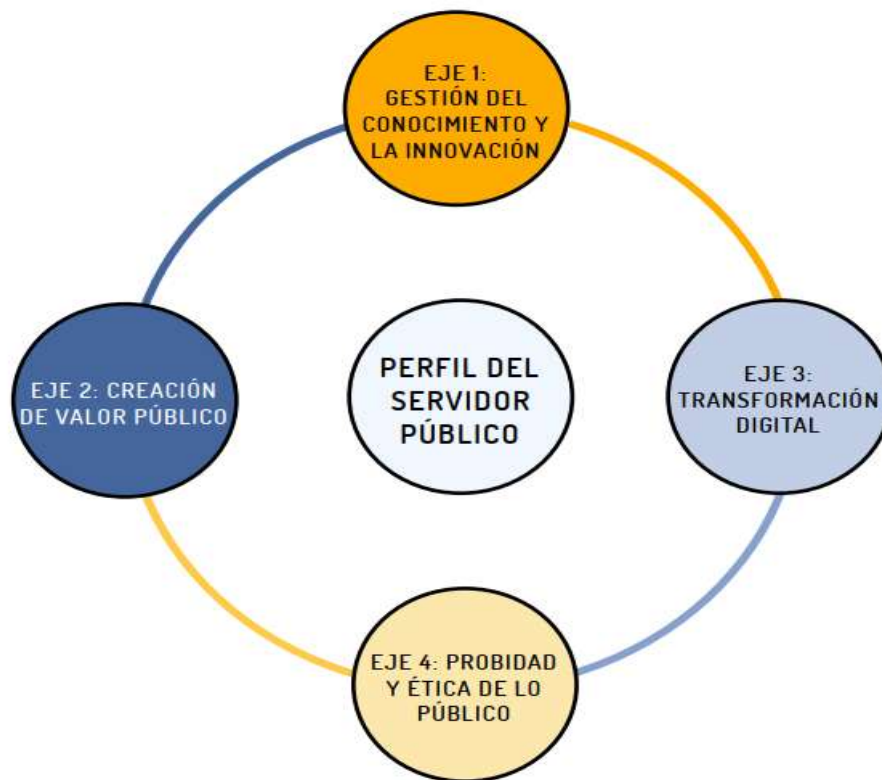 EJE 1:
GESTIÓN DEL
CONOCIMIENTO Y
LA INNOVACIÓN
EJE 2: CREACIÓN
DE VALOR PÚBLICO
PERFIL DEL
SERVIDOR
PÚBLICO
EJE 3:
TRANSFORMACIÓN
DIGITAL
EJE 4: PROBIDAD
Y ÉTICA DE LO
PÚBLICO